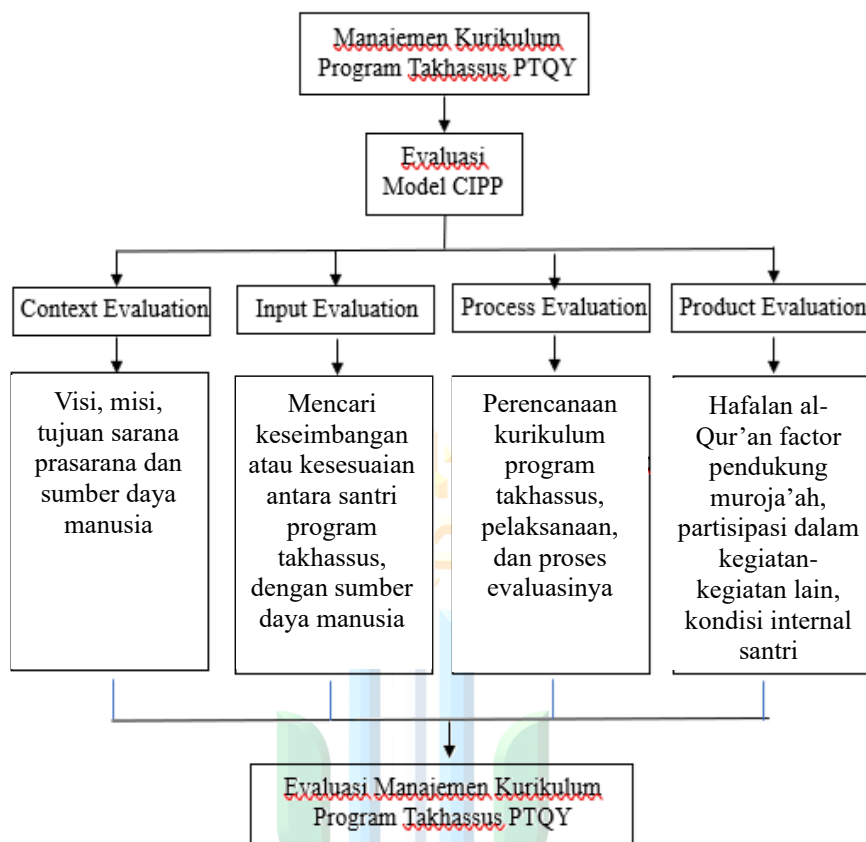 Manajemen Kurikulum
Program Takhassus PTQY
Evaluasi
Model CIPP
Context Evaluation
Input Evaluation
Process Evaluation
Product Evaluation
Visi, misi,
tujuan sarana
prasarana dan
sumber daya
manusia
Mencari
keseimbangan
atau kesesuaian
antara santri
program
takhassus,
dengan sumber
daya manusia
Perencanaan
kurikulum
program
takhassus,
pelaksanaan,
dan proses
evaluasinya
Hafalan al-
Qur’an factor
pendukung
muroja’ah,
partisipasi dalam
kegiatan-
kegiatan lain,
kondisi internal
santri
Evaluasi Manajemen Kurikulum
Program Takhassus PTQY